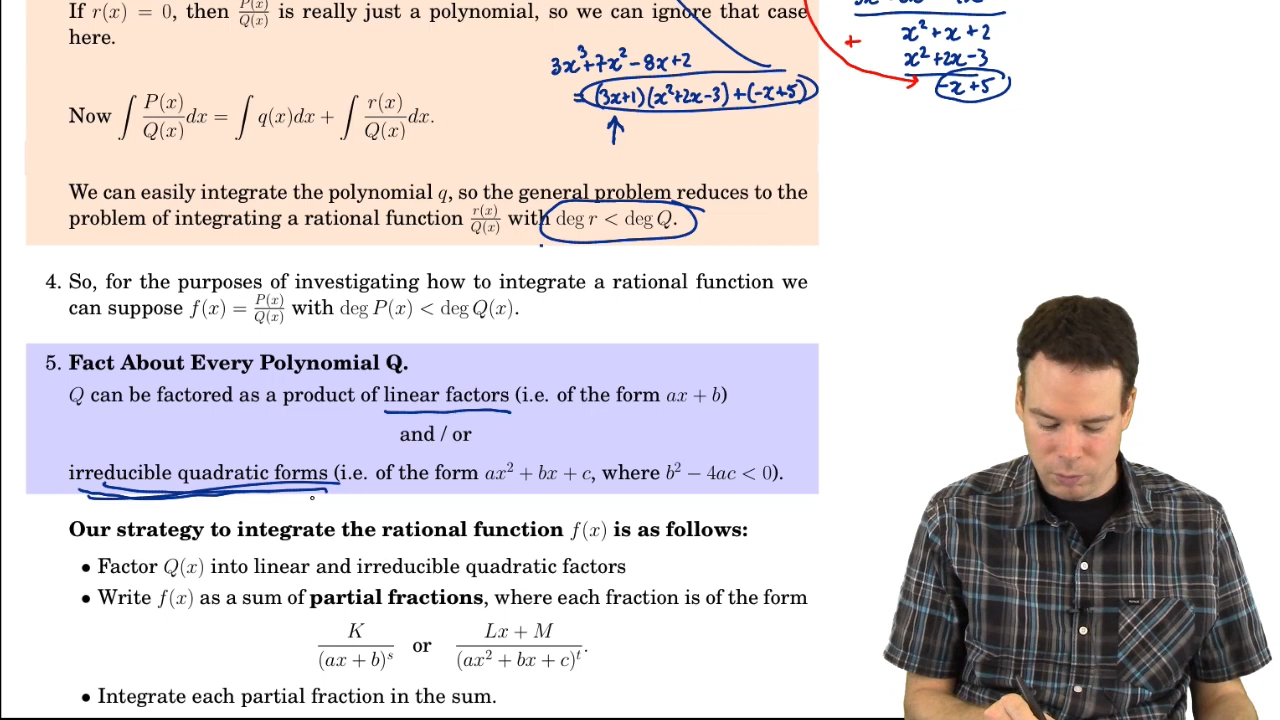 If r(x) = 0, then P(x)/Q(x) is really just a polynomial, so we can ignore that case
here.
x² + x + 2
+ x² + 2x − 3
−x + 5
3x³ + 7x² − 8x + 2
= (3x+1)(x²+2x−3) + (−x+5)
Now ∫ P(x)/Q(x) dx = ∫ q(x)dx + ∫ r(x)/Q(x) dx.
We can easily integrate the polynomial q, so the general problem reduces to the
problem of integrating a rational function r(x)/Q(x) with deg r < deg Q.
4. So, for the purposes of investigating how to integrate a rational function we
can suppose f(x) = P(x)/Q(x) with deg P(x) < deg Q(x).
5. Fact About Every Polynomial Q.
Q can be factored as a product of linear factors (i.e. of the form ax + b)
and / or
irreducible quadratic forms (i.e. of the form ax² + bx + c, where b² − 4ac < 0).
Our strategy to integrate the rational function f(x) is as follows:
• Factor Q(x) into linear and irreducible quadratic factors
• Write f(x) as a sum of partial fractions, where each fraction is of the form
K/(ax + b)ˢ or Lx + M/(ax² + bx + c)ᵗ.
• Integrate each partial fraction in the sum.